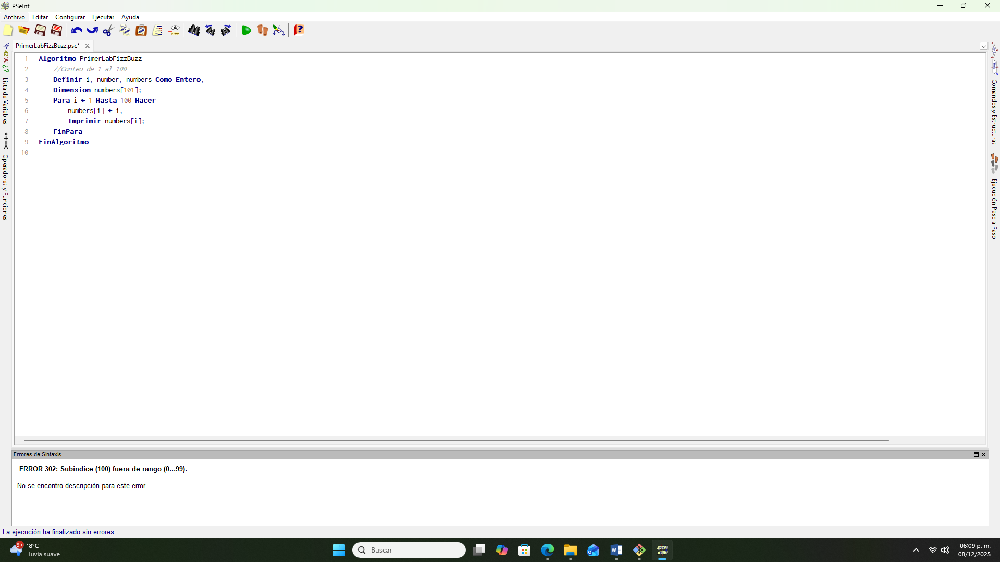 PSeInt
Archivo Editar Configurar Ejecutar Ayuda
PrimerLabFizzBuzz.psc*
1 Algoritmo PrimerLabFizzBuzz
2 //Conteo de 1 al 100
3 Definir i, number, numbers Como Entero;
4 Dimension numbers[101];
5 Para i ← 1 Hasta 100 Hacer
6 numbers[i] ← i;
7 Imprimir numbers[i];
8 FinPara
9 FinAlgoritmo
10
42 'A' ¿?
Lista de Variables
*+=<
Operadores y Funciones
Comandos y Estructuras
Ejecución Paso a Paso
Errores de Sintaxis
ERROR 302: Subindice (100) fuera de rango (0...99).
No se encontro descripción para este error
La ejecución ha finalizado sin errores.
9+
18°C
Lluvia suave
Buscar
06:09 p. m.
08/12/2025